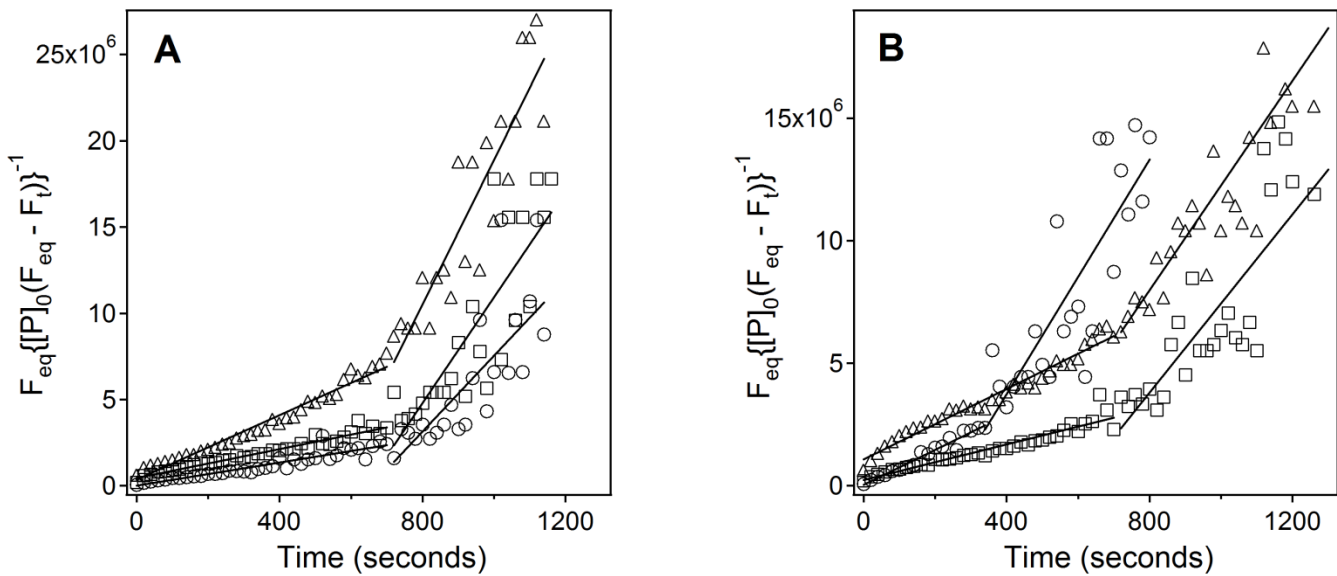 A
F_eq{[P]_0(F_eq - F_t)}^-1
25x10^6
20
15
10
5
0
0
400
800
1200
Time (seconds)
B
F_eq{[P]_0(F_eq - F_t)}^-1
15x10^6
10
5
0
0
400
800
1200
Time (seconds)